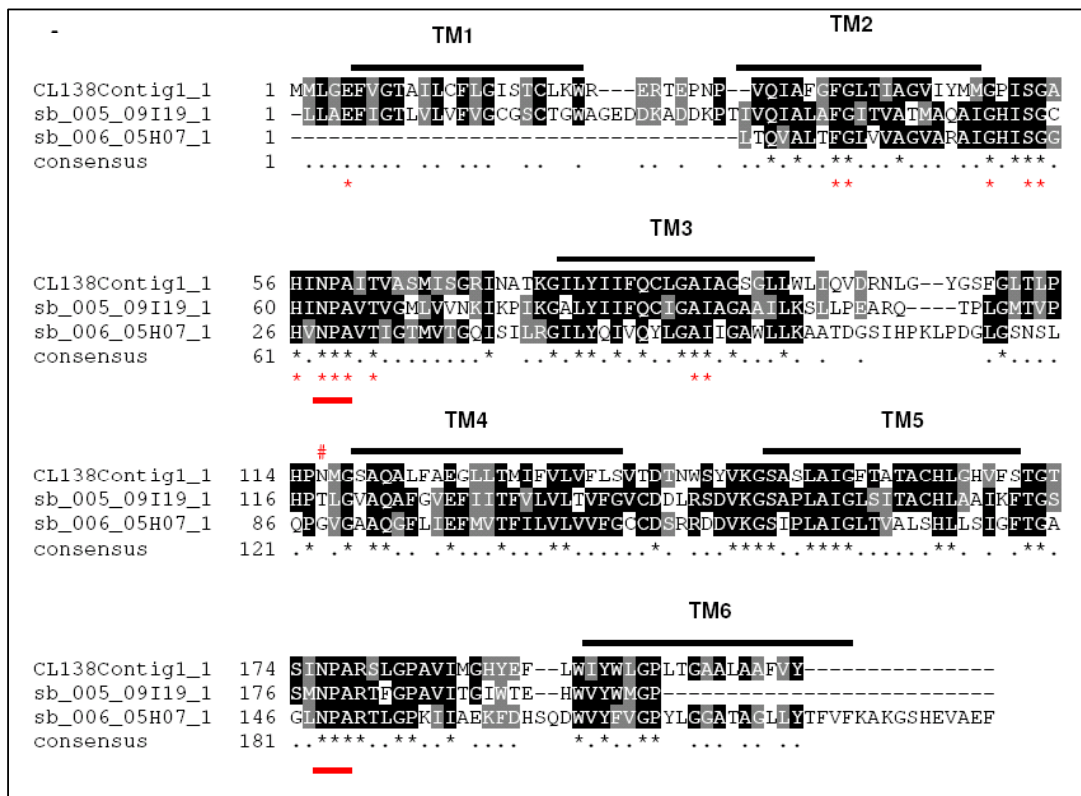 -
TM1 TM2
CL138Contig1_1 1 MMLGEFVGTAILCFLGISTCLKWR---ERTEPNP--VQIAFGFGLTIAGVIYMMGPISGA
sb_005_09I19_1 1 -LLAEFIGTLVLVFVGCGSCTGWAGEDDKADDKPTIVQIALAFGITVATMAQAIGHISGC
sb_006_05H07_1 1 -----------------------------------LTQVALTFGLVVAGVARAIGHISGG
consensus 1 ................ . . . . . . . ..*.*..**...*......*..**.
* ** * **
TM3
CL138Contig1_1 56 HINPAITVASMISGRINATKGILYIIFQCLGAIAGSGLLWLIQVDRNLG--YGSFGLTLP
sb_005_09I19_1 60 HINPAVTVGMLVVNKIKPIKGALYIIFQCIGAIAGAAILKSLLPEARQ---TPLGMTVP
sb_006_05H07_1 26 HVNPAVTIGTMVTGQISILRGILYQIVQYLGAIIGAWLLKAATDGSIHPKLPDGLGSNSL
consensus 61 *.***.*........*....*.**..*..***.*...*. . . *....
* *** * **
TM4 TM5
#
CL138Contig1_1 114 HPNMGSAQALFAEGLLTMIFVLVFLSVTDTNWSYVKGSASLAIGFTATACHLGHVFSTGT
sb_005_09I19_1 116 HPTLGVAQAFGVEFIITFVLVLTVFGVCDDLRSDVKGSAPLAIGLSITACHLAAIKFTGS
sb_006_05H07_1 86 QPGVGAAQGFLIEFMVTFILVLVVFGCCDSRRDDVKGSIPLAIGLTVALSHLLSIGFTGA
consensus 121 .*..*.**.....*...*...**.......*.....****..****......**.....**.
TM6
CL138Contig1_1 174 SINPARSLGPAVIMGHYEF--LWIYWLGPLTGAALAAFVY---------------
sb_005_09I19_1 176 SMNPARTFGPAVITGIWTE--HWVYWMGP--------------------------
sb_006_05H07_1 146 GLNPARTLGPKIIAEKFDHSQDWVYFVGPYLGGATAGLLYTFVFKAKGSHEVAEF
consensus 181 ..****..**..*.. .. . *.*.** ... ....